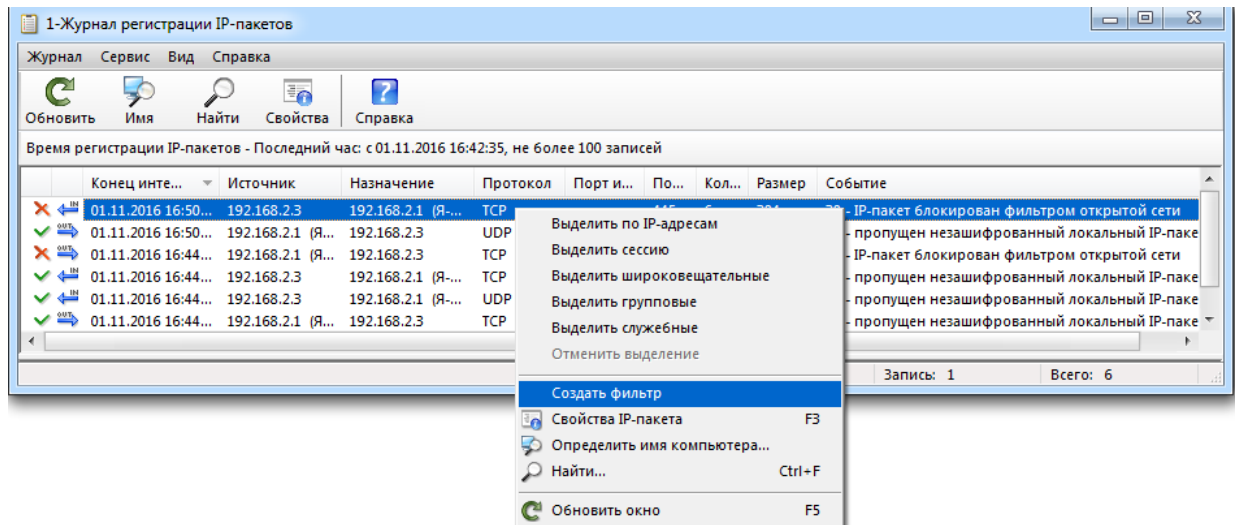 1-Журнал регистрации IP-пакетов
Журнал Сервис Вид Справка
Обновить Имя Найти Свойства Справка
Время регистрации IP-пакетов - Последний час: с 01.11.2016 16:42:35, не более 100 записей
Конец инте... Источник Назначение Протокол Порт и... По... Кол... Размер Событие
IN 01.11.2016 16:50... 192.168.2.3 192.168.2.1 (Я-... TCP - IP-пакет блокирован фильтром открытой сети
OUT 01.11.2016 16:50... 192.168.2.1 (Я... 192.168.2.3 UDP - пропущен незашифрованный локальный IP-паке
OUT 01.11.2016 16:44... 192.168.2.1 (Я... 192.168.2.3 TCP - IP-пакет блокирован фильтром открытой сети
IN 01.11.2016 16:44... 192.168.2.3 192.168.2.1 (Я-... TCP - пропущен незашифрованный локальный IP-паке
IN 01.11.2016 16:44... 192.168.2.3 192.168.2.1 (Я-... UDP - пропущен незашифрованный локальный IP-паке
OUT 01.11.2016 16:44... 192.168.2.1 (Я... 192.168.2.3 TCP - пропущен незашифрованный локальный IP-паке
Запись: 1 Всего: 6
Выделить по IP-адресам
Выделить сессию
Выделить широковещательные
Выделить групповые
Выделить служебные
Отменить выделение
Создать фильтр
Свойства IP-пакета F3
Определить имя компьютера...
Найти... Ctrl+F
Обновить окно F5